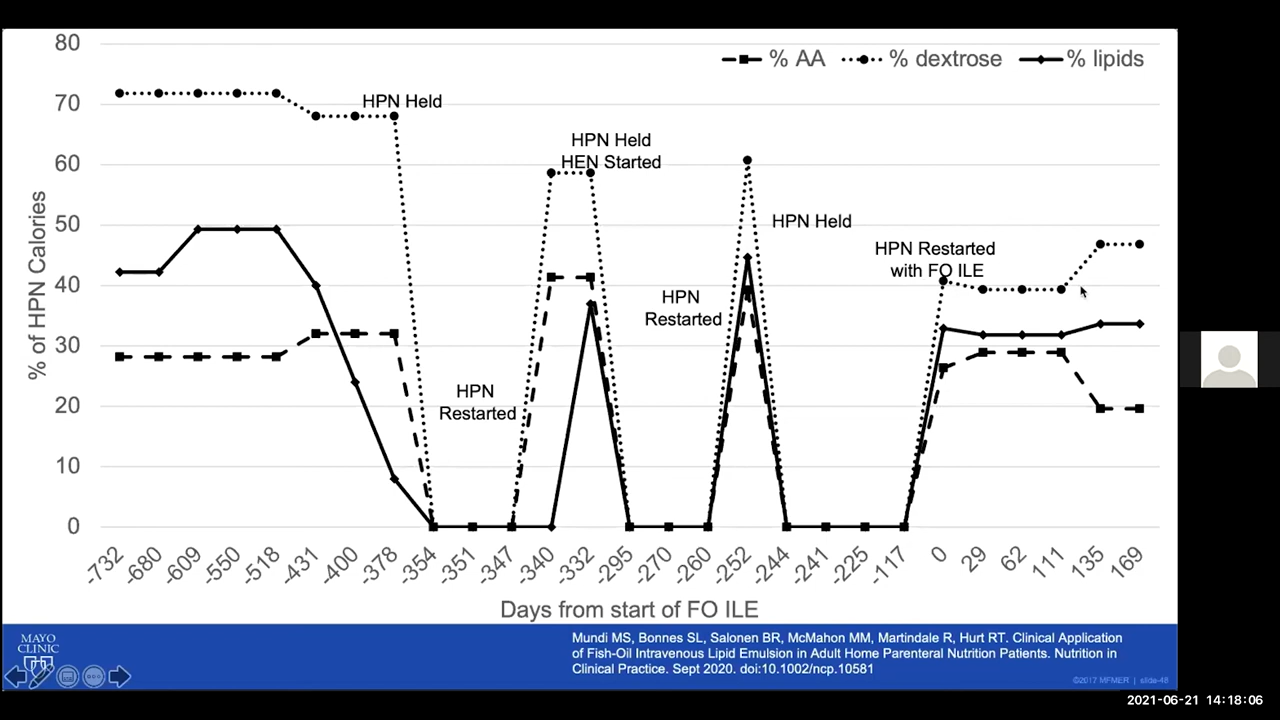 80
70
60
50
40
30
20
10
0
% of HPN Calories
% AA
% dextrose
% lipids
HPN Held
HPN Held
HEN Started
HPN Held
HPN Restarted
with FO ILE
HPN
Restarted
HPN
Restarted
-732
-680
-609
-550
-518
-431
-400
-378
-354
-351
-347
-340
-332
-295
-270
-260
-252
-244
-241
-225
-117
0
29
62
111
135
169
Days from start of FO ILE
MAYO
CLINIC
Mundi MS, Bonnes SL, Salonen BR, McMahon MM, Martindale R, Hurt RT. Clinical Application
of Fish-Oil Intravenous Lipid Emulsion in Adult Home Parenteral Nutrition Patients. Nutrition in
Clinical Practice. Sept 2020. doi:10.1002/ncp.10581
©2017 MFMER | slide-48
2021-06-21 14:18:06